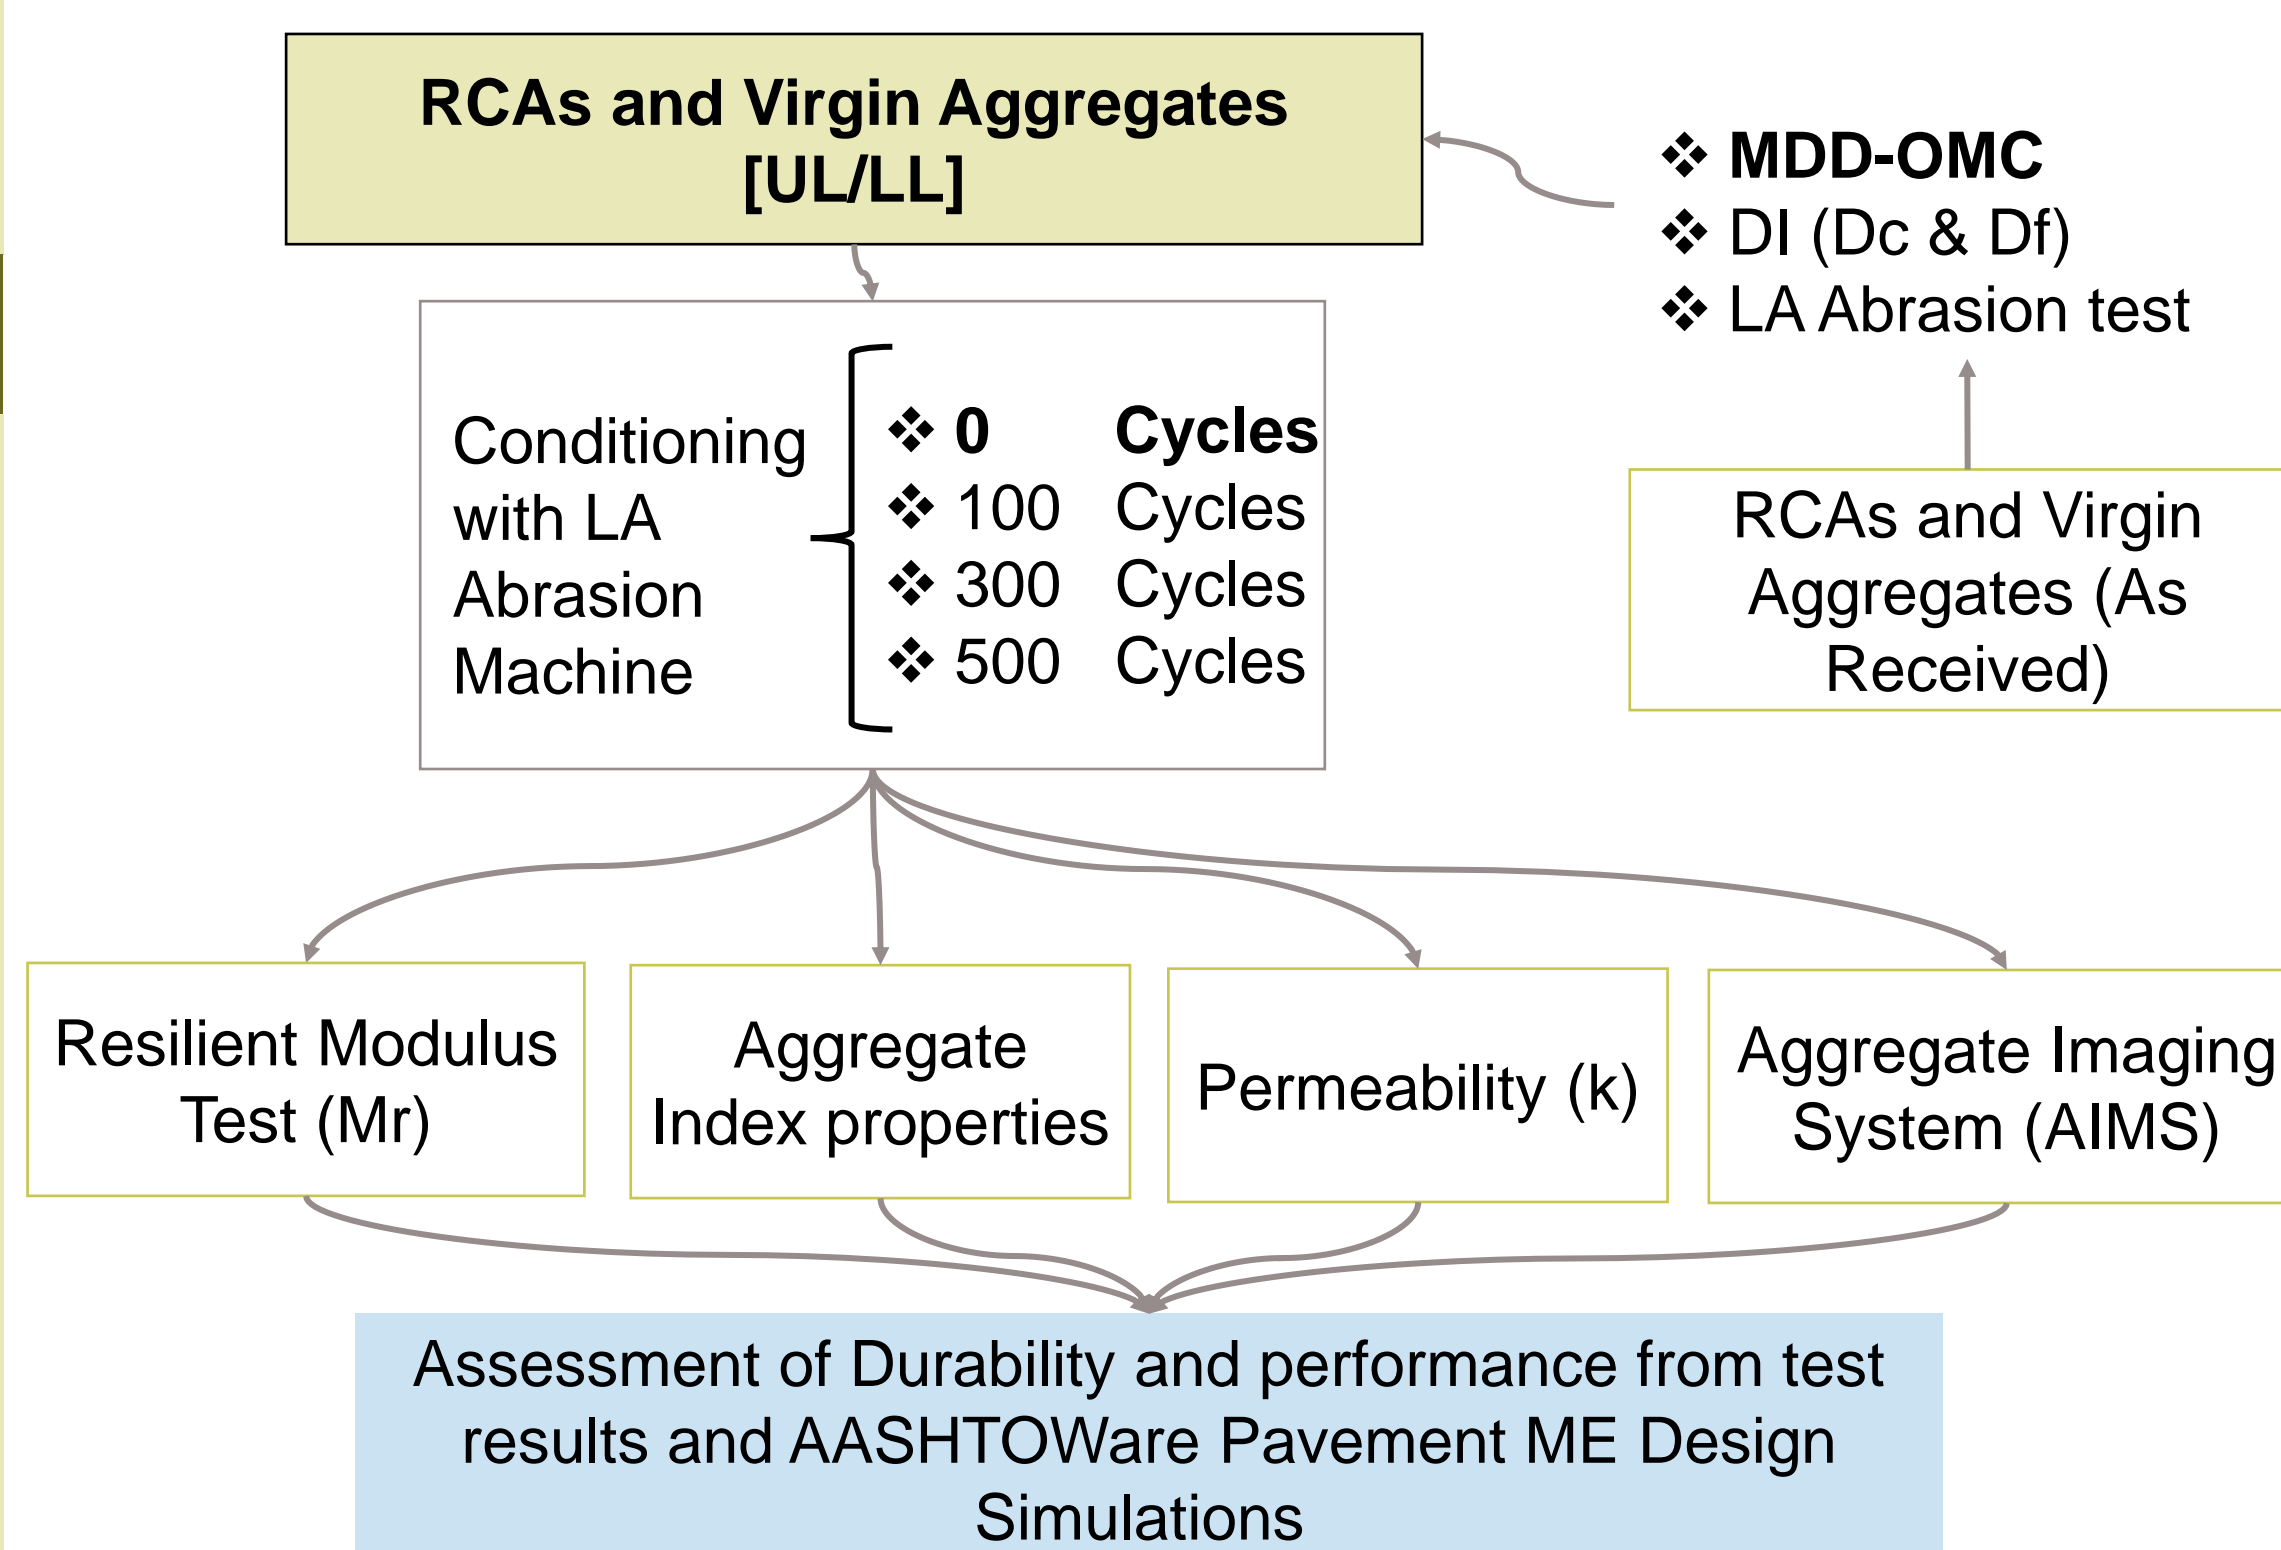 RCAs and Virgin Aggregates
[UL/LL]
❖ MDD-OMC
❖ DI (Dc & Df)
❖ LA Abrasion test
Conditioning
with LA
Abrasion
Machine
❖ 0 Cycles
❖ 100 Cycles
❖ 300 Cycles
❖ 500 Cycles
RCAs and Virgin
Aggregates (As
Received)
Resilient Modulus
Test (Mr)
Aggregate
Index properties
Permeability (k)
Aggregate Imaging
System (AIMS)
Assessment of Durability and performance from test
results and AASHTOWare Pavement ME Design
Simulations